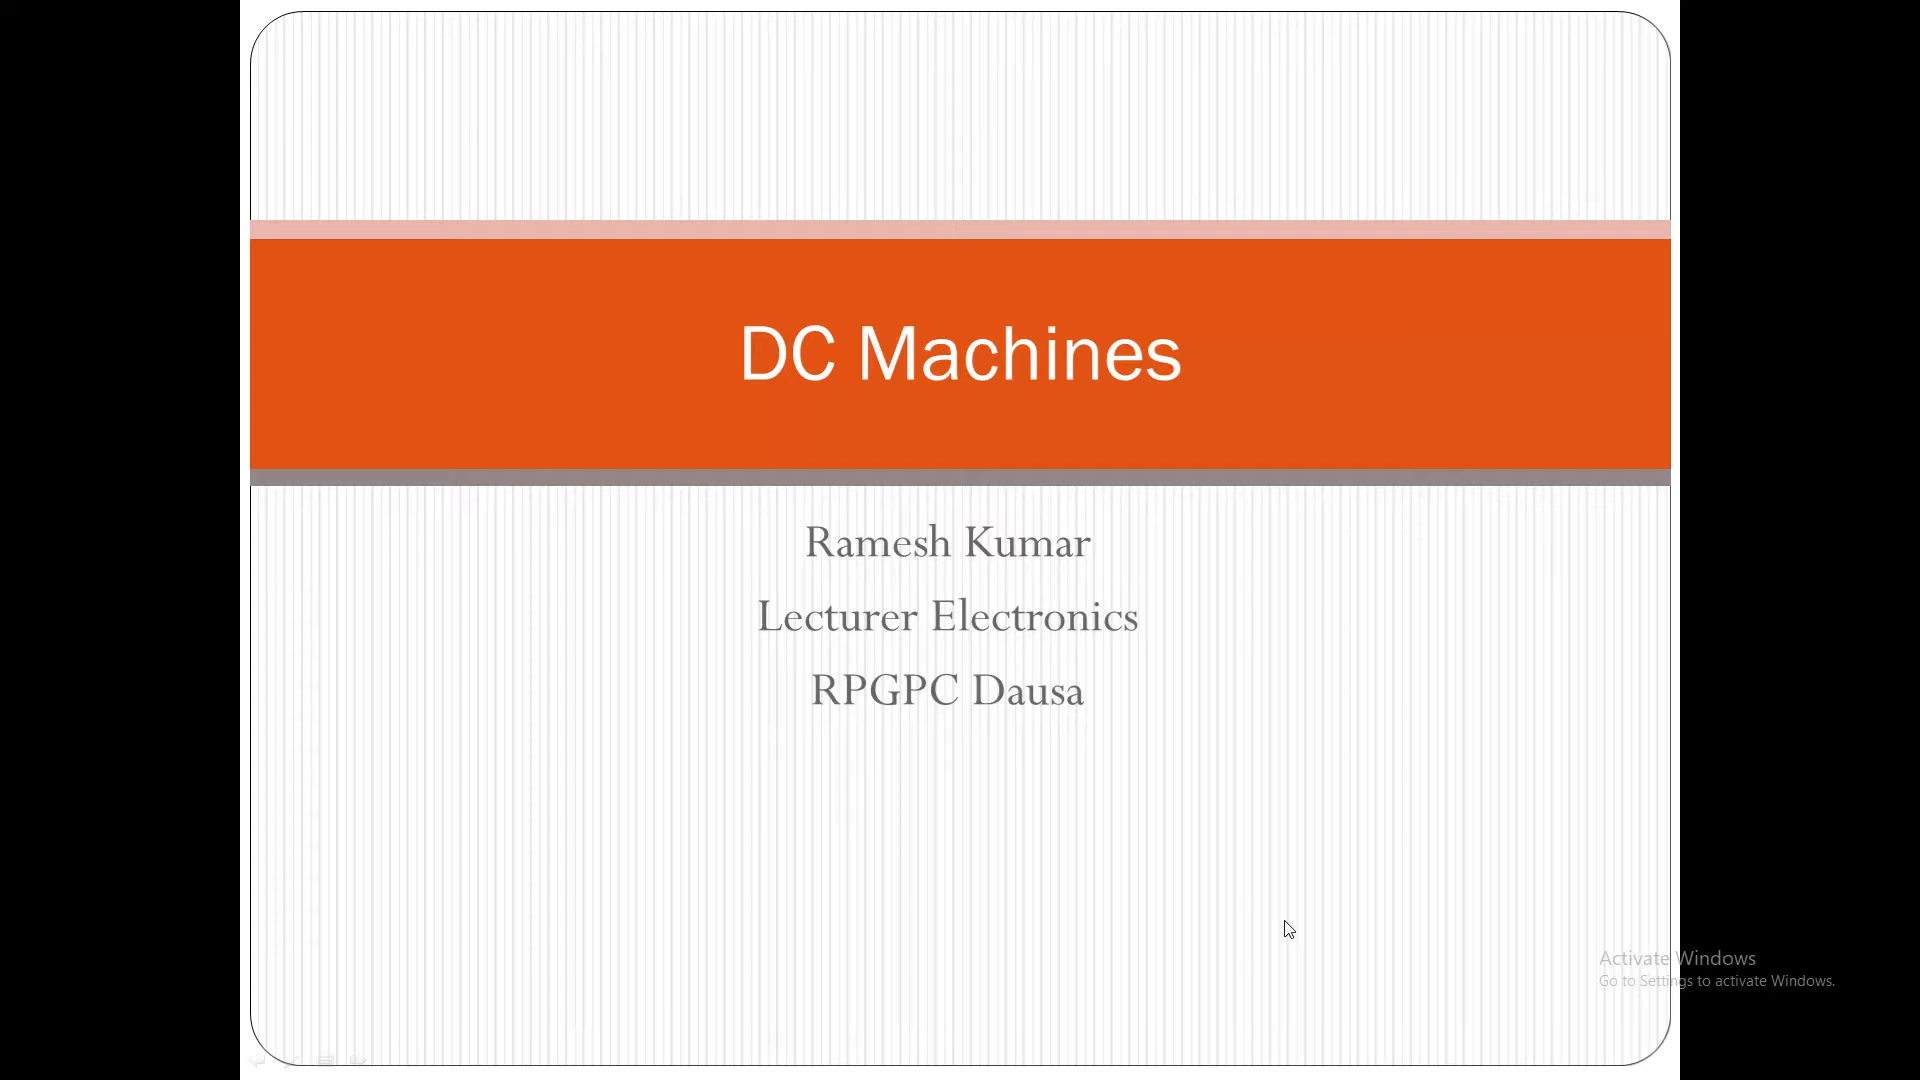 DC Machines
Ramesh Kumar
Lecturer Electronics
RPGPC Dausa
Activate Windows
Go to Settings to activate Windows.